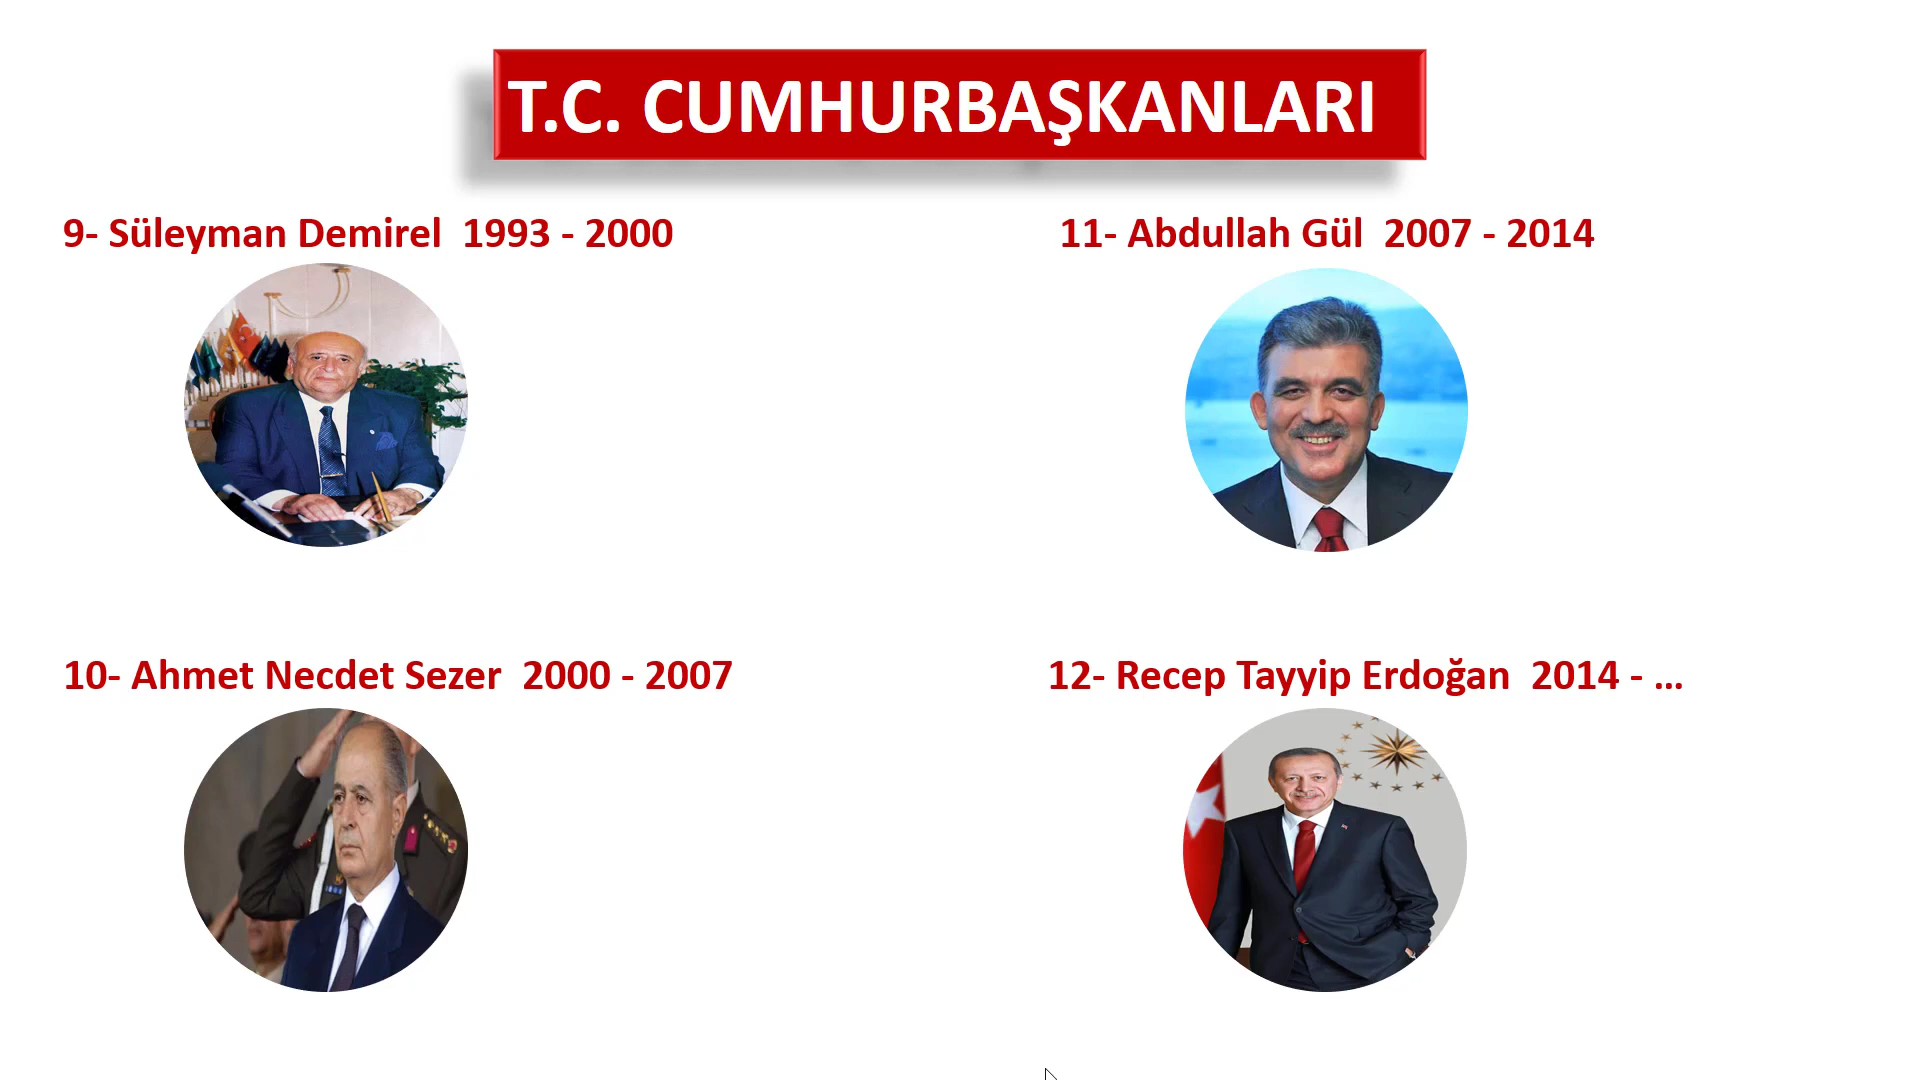 T.C. CUMHURBAŞKANLARI
9- Süleyman Demirel 1993 - 2000
11- Abdullah Gül 2007 - 2014
10- Ahmet Necdet Sezer 2000 - 2007
12- Recep Tayyip Erdoğan 2014 - ...